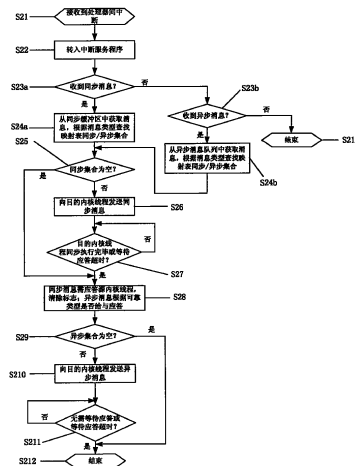 S21
接收到处理器间中
断
S22
转入中断服务程序
S23a
收到同步消息?
否
S23b
是
收到异步消息?
否
S24a
从同步缓冲区中获取消
息,根据消息类型查找
映射表同步/异步集合
是
结束
S21
S25
从异步消息队列中获取消
息,根据消息类型查找映
射表同步/异步集合
S24b
同步集合为空?
是
否
向目的内核线程发送同
步消息
S26
目的内核线
程同步执行完毕或等待
应答超时?
否
S27
是
同步消息需应答源内核线程,
清除标志;异步消息根据可靠
类型是否给与应答
S28
S29
异步集合为空?
是
否
S210
向目的内核线程发送异
步消息
否
无需等待应答或
等待应答超时?
S211
是
S212
结束